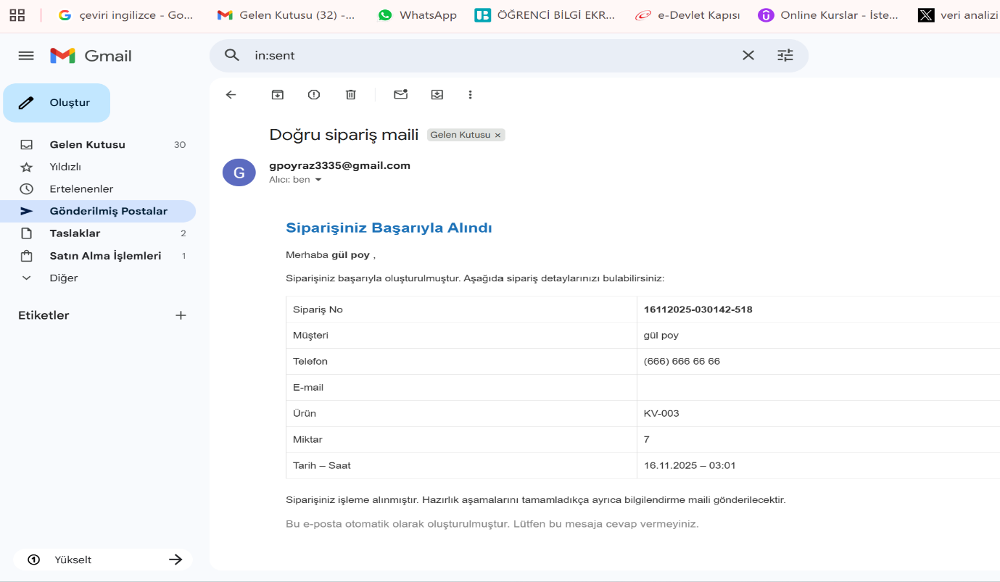 çeviri ingilizce - Go...
Gelen Kutusu (32) -...
WhatsApp
ÖĞRENCİ BİLGİ EKR...
e-Devlet Kapısı
Online Kurslar - İste...
veri analizi
Gmail
in:sent
Oluştur
Gelen Kutusu 30
Yıldızlı
Ertelenenler
Gönderilmiş Postalar
Taslaklar 2
Satın Alma İşlemleri 1
Diğer
Etiketler
Yükselt
Doğru sipariş maili Gelen Kutusu ×
G
gpoyraz3335@gmail.com
Alıcı: ben
Siparişiniz Başarıyla Alındı
Merhaba gül poy ,
Siparişiniz başarıyla oluşturulmuştur. Aşağıda sipariş detaylarınızı bulabilirsiniz:
Sipariş No 16112025-030142-518
Müşteri gül poy
Telefon (666) 666 66 66
E-mail
Ürün KV-003
Miktar 7
Tarih – Saat 16.11.2025 – 03:01
Siparişiniz işleme alınmıştır. Hazırlık aşamalarını tamamladıkça ayrıca bilgilendirme maili gönderilecektir.
Bu e-posta otomatik olarak oluşturulmuştur. Lütfen bu mesaja cevap vermeyiniz.